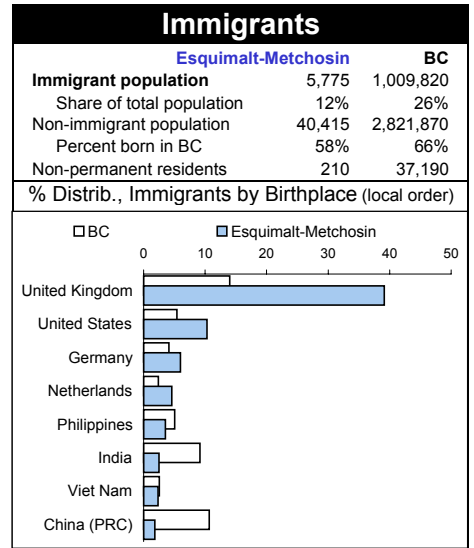 Immigrants
Esquimalt-Metchosin BC
Immigrant population 5,775 1,009,820
Share of total population 12% 26%
Non-immigrant population 40,415 2,821,870
Percent born in BC 58% 66%
Non-permanent residents 210 37,190
% Distrib., Immigrants by Birthplace (local order)
BC Esquimalt-Metchosin
0 10 20 30 40 50
United Kingdom
United States
Germany
Netherlands
Philippines
India
Viet Nam
China (PRC)